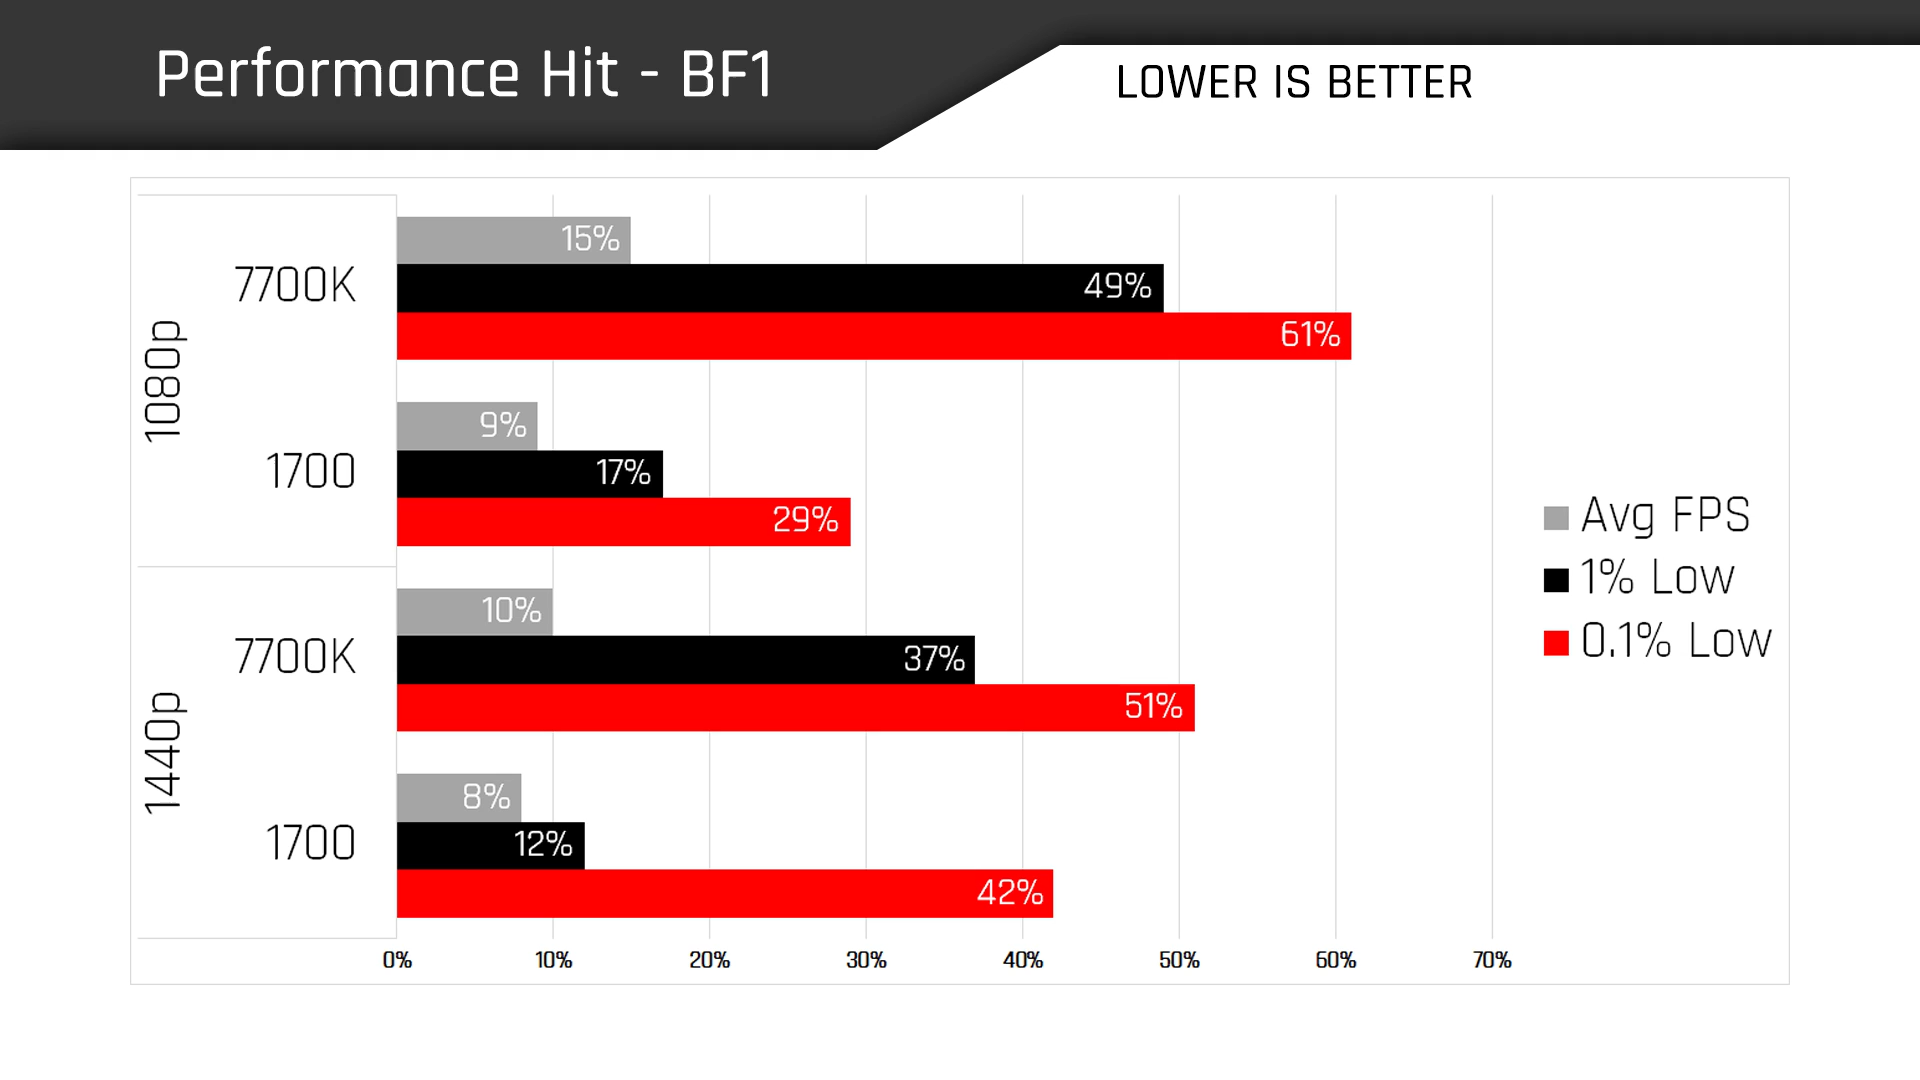 Performance Hit - BF1
LOWER IS BETTER
1080p
7700K
15%
49%
61%
1700
9%
17%
29%
1440p
7700K
10%
37%
51%
1700
8%
12%
42%
0% 10% 20% 30% 40% 50% 60% 70%
Avg FPS
1% Low
0.1% Low